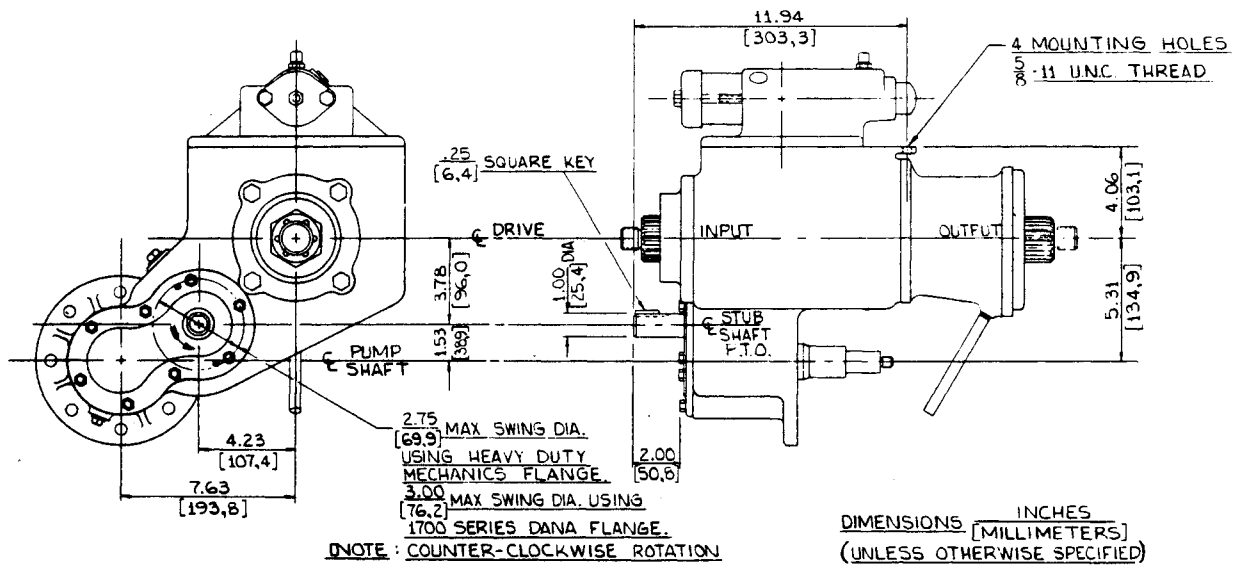 11.94
[303,3]
4 MOUNTING HOLES
5/8 -11 U.N.C. THREAD
.25
[6,4] SQUARE KEY
4.06
[103,1]
℄ DRIVE
INPUT
OUTPUT
3.78
[96,0]
1.00 DIA
[25,4]
5.31
[134,9]
1.53
[38,9]
℄ STUB
SHAFT
P.T.O.
℄ PUMP
SHAFT
4.23
[107,4]
7.63
[193,8]
2.00
[50,8]
2.75
[69,9] MAX SWING DIA.
USING HEAVY DUTY
MECHANICS FLANGE.
3.00
[76,2] MAX SWING DIA. USING
1700 SERIES DANA FLANGE.
NOTE : COUNTER-CLOCKWISE ROTATION
DIMENSIONS INCHES
[MILLIMETERS]
(UNLESS OTHERWISE SPECIFIED)